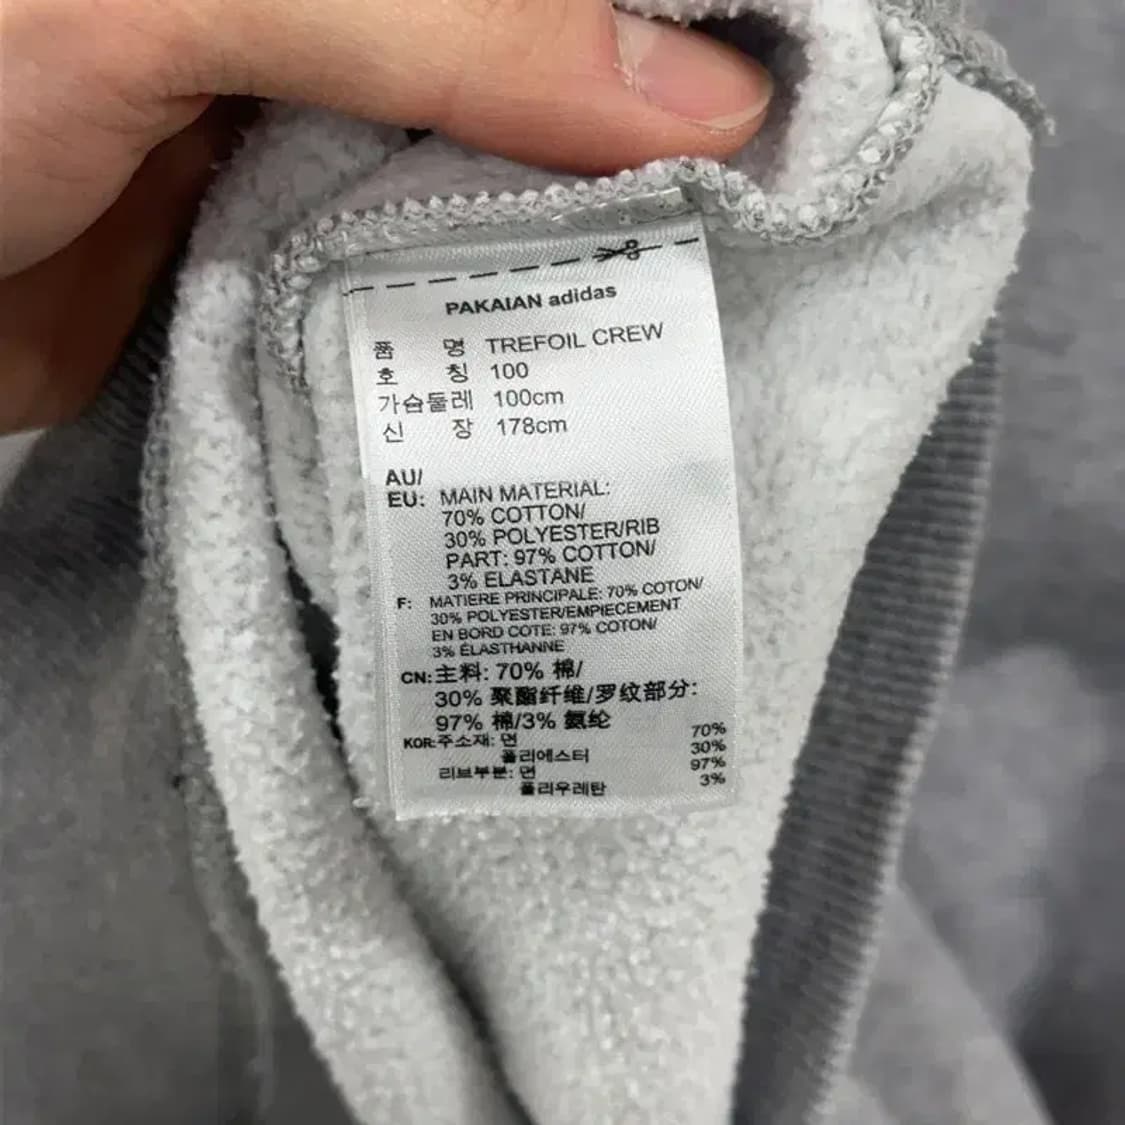 PAKAIAN adidas
품 명 TREFOIL CREW
호 칭 100
가슴둘레 100cm
신 장 178cm
AU/
EU: MAIN MATERIAL:
70% COTTON/
30% POLYESTER/RIB
PART: 97% COTTON/
3% ELASTANE
F: MATIERE PRINCIPALE: 70% COTON/
30% POLYESTER/EMPIECEMENT
EN BORD COTE: 97% COTON/
3% ÉLASTHANNE
CN: 主料: 70% 棉/
30% 聚酯纤维/罗纹部分:
97% 棉/3% 氨纶
KOR: 주소재: 면 70%
폴리에스터 30%
리브부분: 면 97%
폴리우레탄 3%